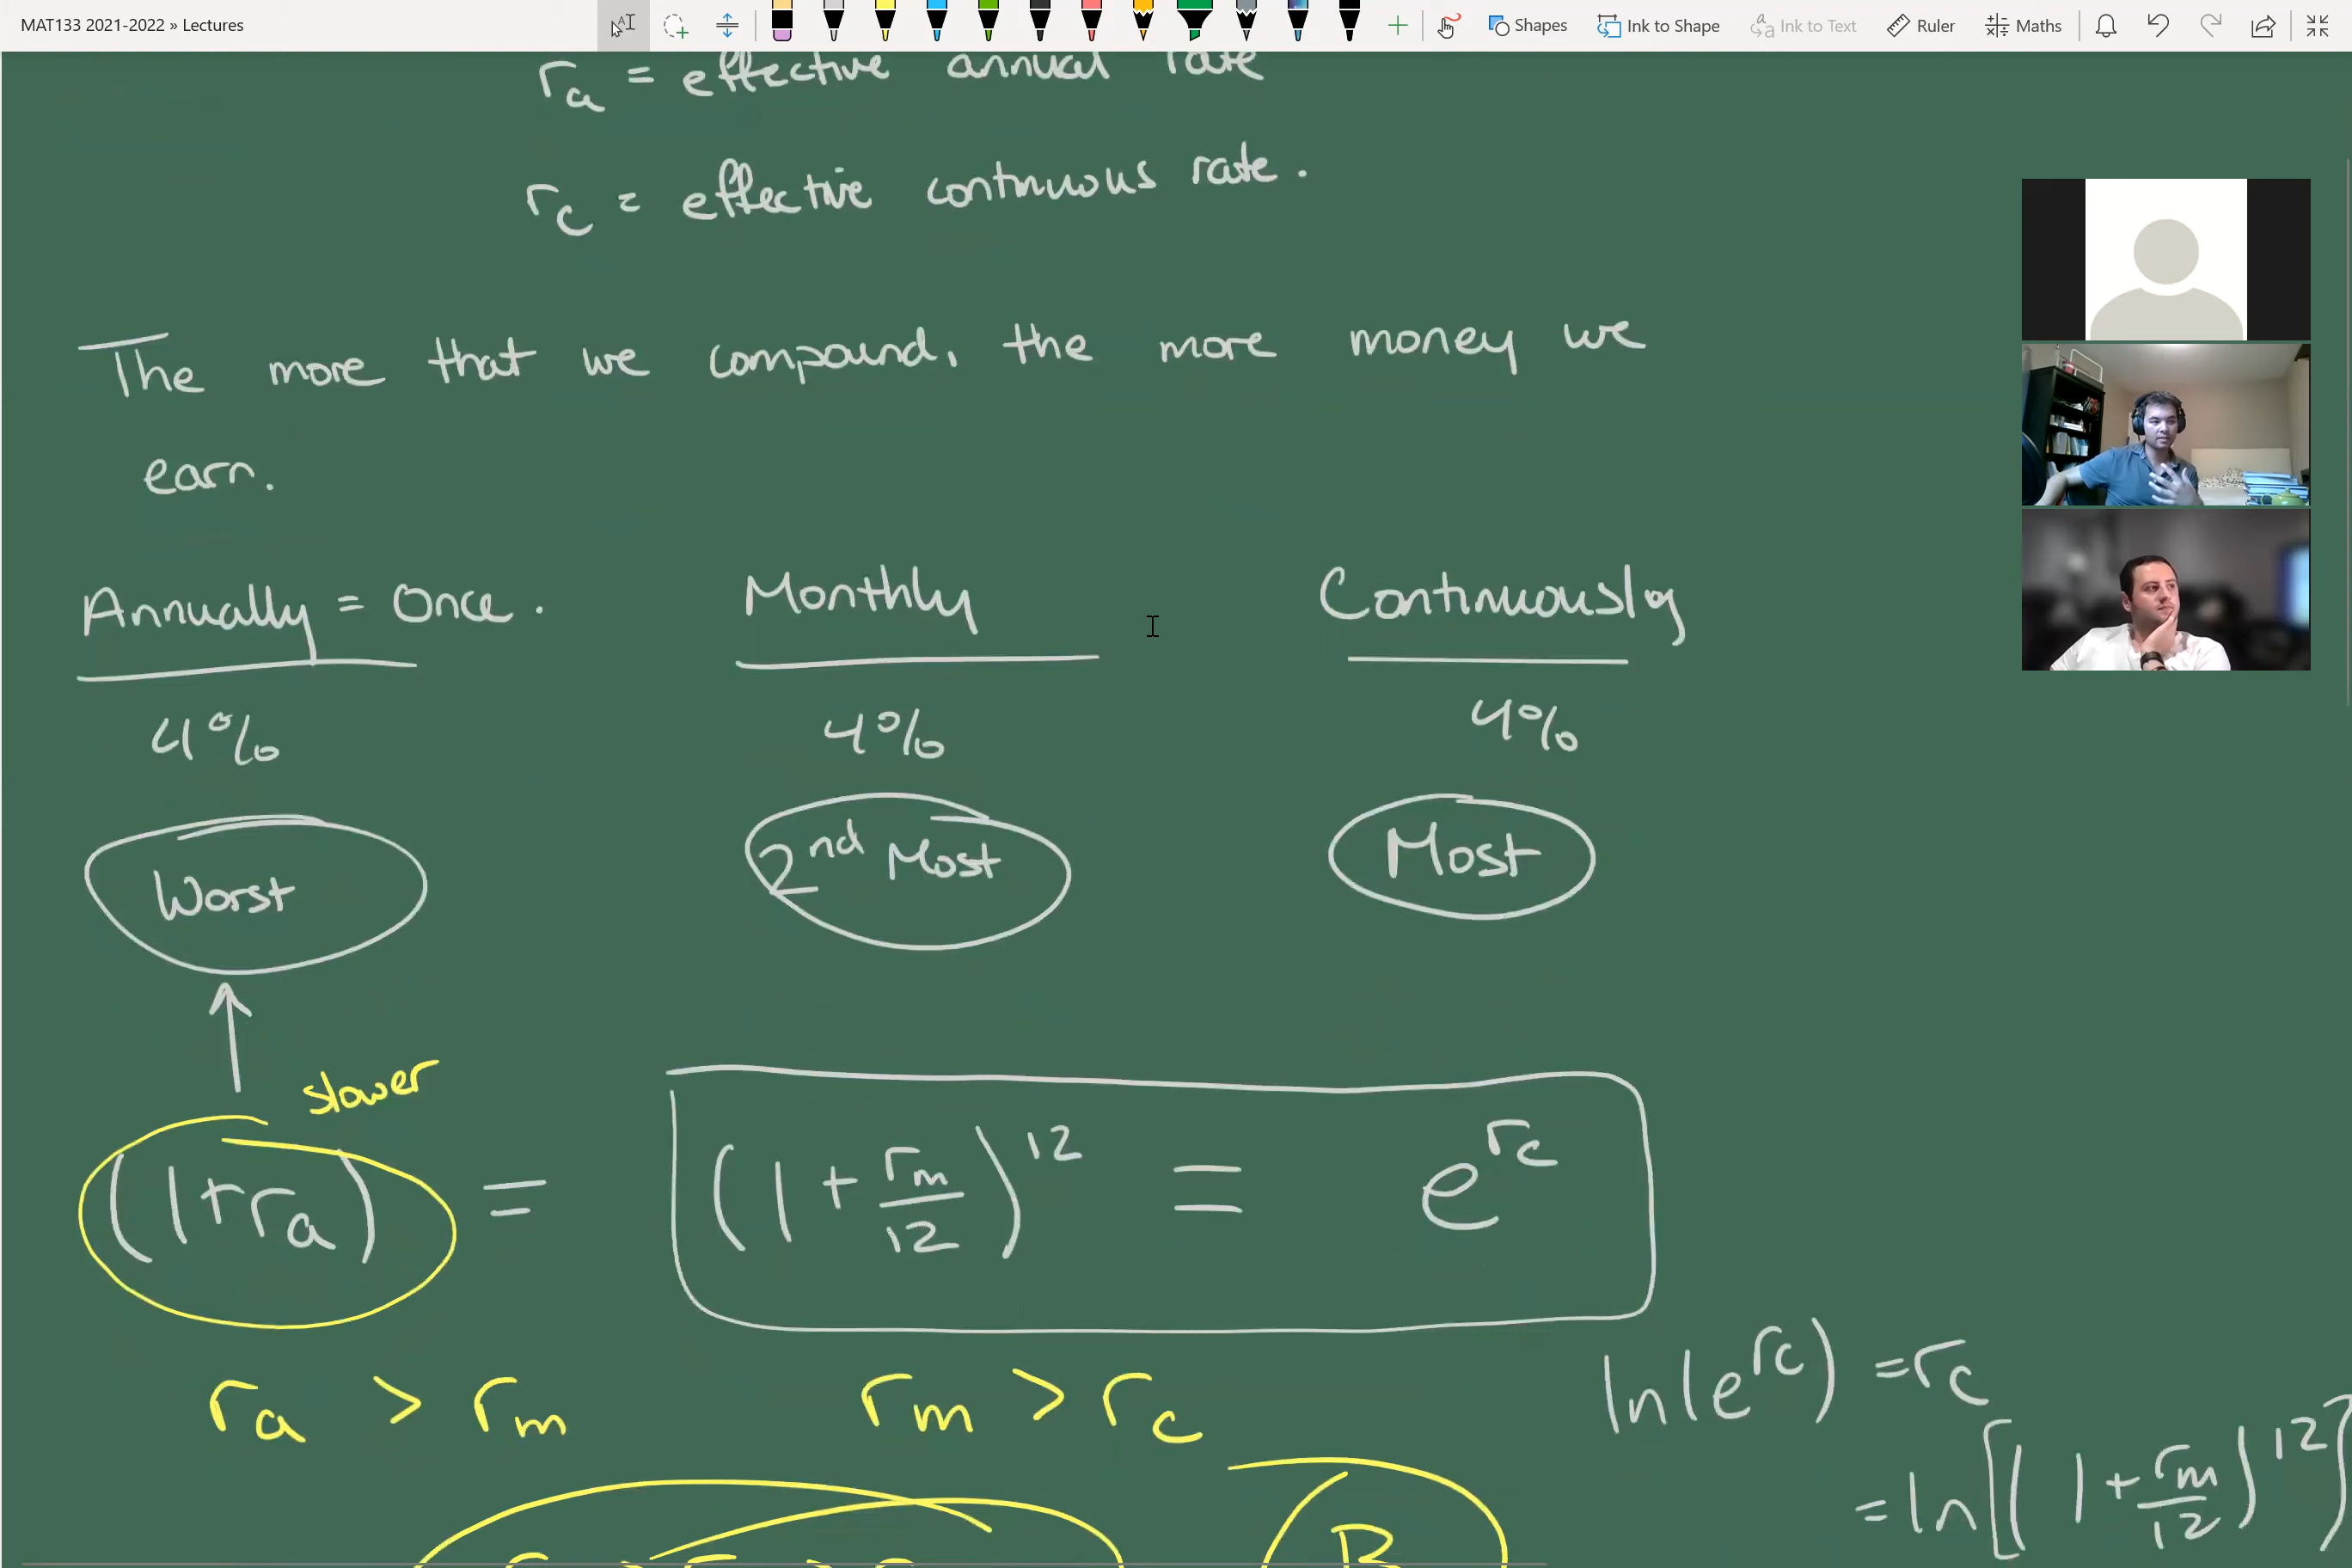 MAT133 2021-2022 » Lectures
Shapes
Ink to Shape
Ink to Text
Ruler
Maths
rₐ = effective annual rate
r_c = effective continuous rate.
The more that we compound, the more money we
earn.
Annually = Once. Monthly Continuously
4% 4% 4%
Worst 2nd Most Most
slower
(1+rₐ) = (1 + r_m/12)^12 = e^(r_c)
rₐ > r_m r_m > r_c
ln(e^(r_c)) = r_c
= ln[(1 + r_m/12)^12]
B